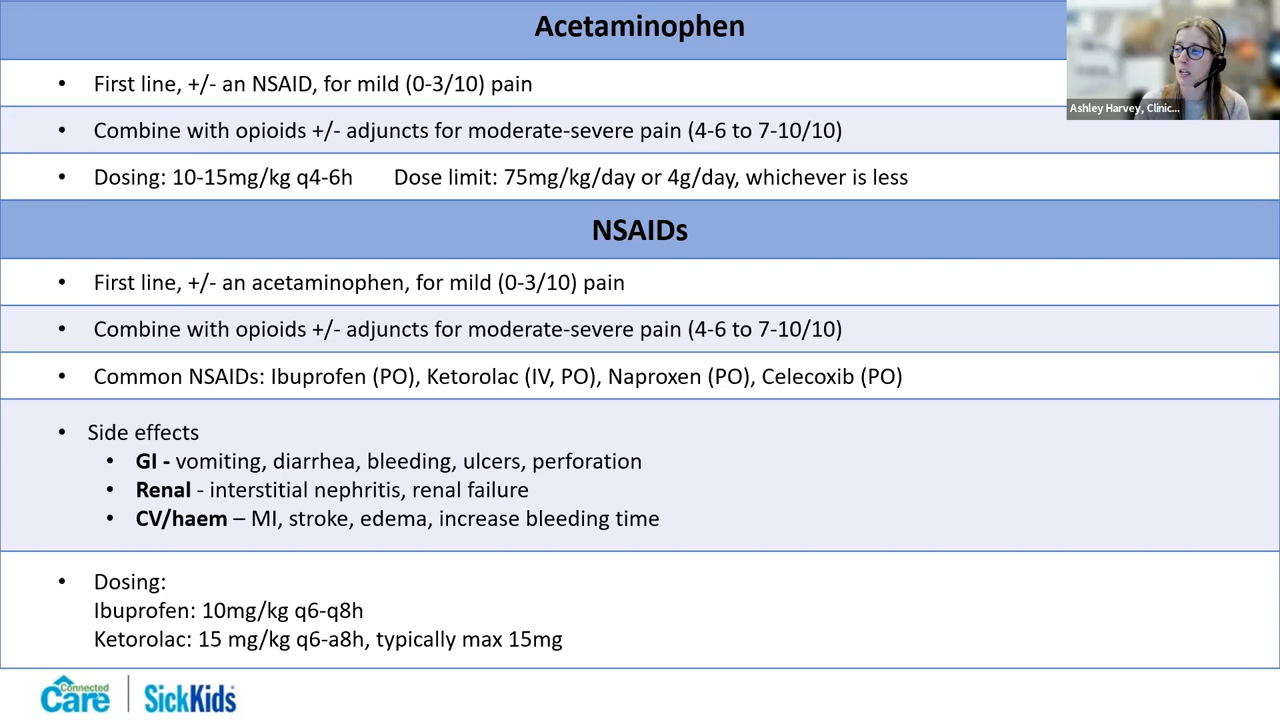 Acetaminophen
Ashley Harvey, Clinic...
• First line, +/- an NSAID, for mild (0-3/10) pain
• Combine with opioids +/- adjuncts for moderate-severe pain (4-6 to 7-10/10)
• Dosing: 10-15mg/kg q4-6h Dose limit: 75mg/kg/day or 4g/day, whichever is less
NSAIDs
• First line, +/- an acetaminophen, for mild (0-3/10) pain
• Combine with opioids +/- adjuncts for moderate-severe pain (4-6 to 7-10/10)
• Common NSAIDs: Ibuprofen (PO), Ketorolac (IV, PO), Naproxen (PO), Celecoxib (PO)
• Side effects
• GI - vomiting, diarrhea, bleeding, ulcers, perforation
• Renal - interstitial nephritis, renal failure
• CV/haem – MI, stroke, edema, increase bleeding time
• Dosing:
Ibuprofen: 10mg/kg q6-q8h
Ketorolac: 15 mg/kg q6-a8h, typically max 15mg
Connected
Care
SickKids